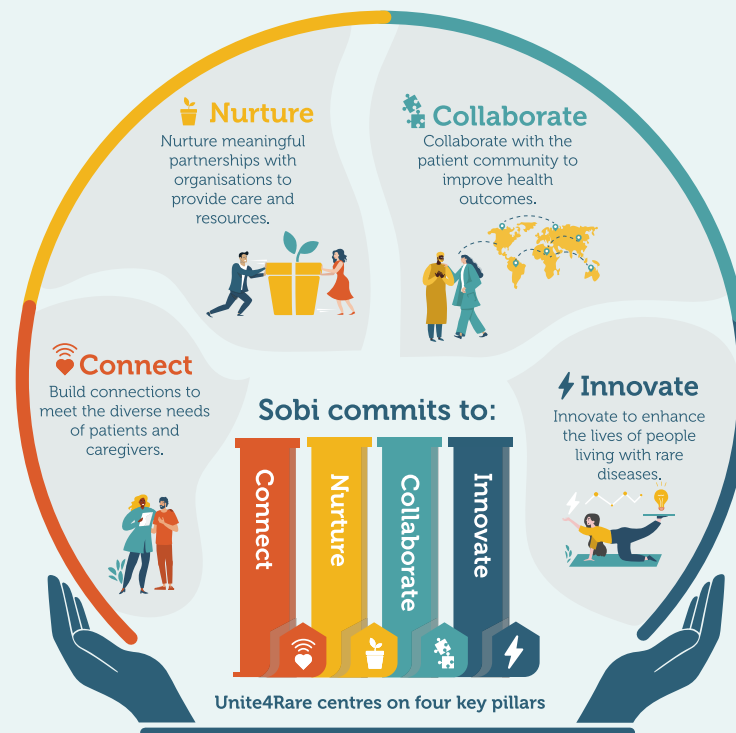 Nurture
Nurture meaningful
partnerships with
organisations to
provide care and
resources.
Collaborate
Collaborate with the
patient community to
improve health
outcomes.
Connect
Build connections to
meet the diverse needs
of patients and
caregivers.
Innovate
Innovate to enhance
the lives of people
living with rare
diseases.
Sobi commits to:
Connect
Nurture
Collaborate
Innovate
Unite4Rare centres on four key pillars